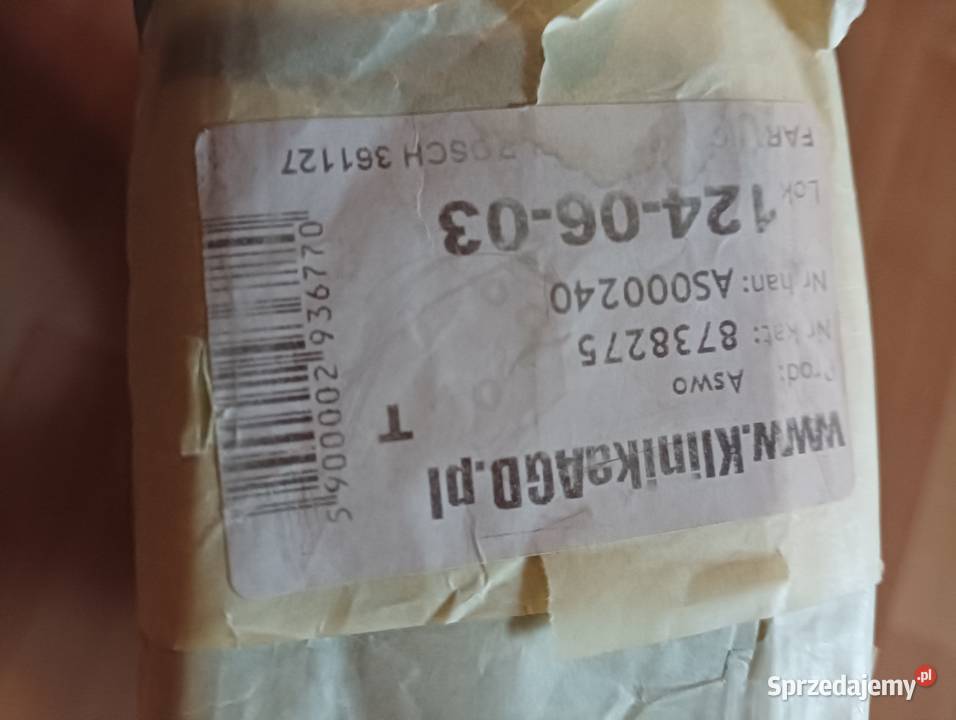 www.KlinikaAGD.pl
T
Prod: Aswo
Nr kat: 8738275
Nr han: AS000240
Lok 124-06-03
BOSCH 361127
5900002936770
Sprzedajemy.pl